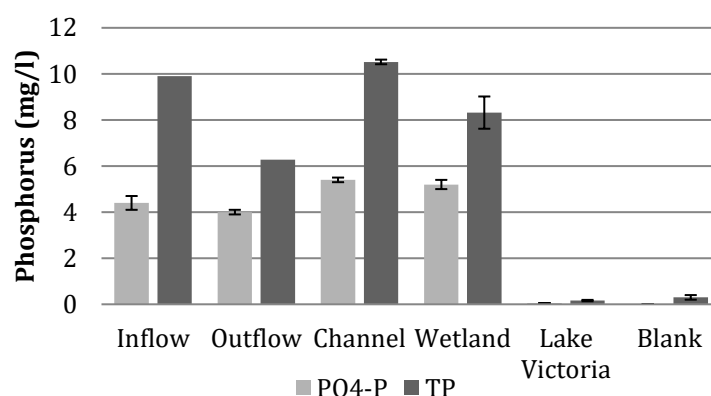 Phosphorus (mg/l)
12
10
8
6
4
2
0
Inflow Outflow Channel Wetland Lake Blank
Victoria
PO4-P TP